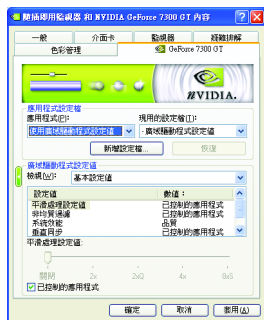 隨插即用監視器 和 NVIDIA GeForce 7300 GT 內容
一般
介面卡
監視器
疑難排解
色彩管理
GeForce 7300 GT
NVIDIA.
應用程式設定檔
應用程式(P):
現用的設定檔(I):
使用廣域驅動程式設定值
- 廣域驅動程式設定值
新增設定檔...
恢復
廣域驅動程式設定值
檢視(W):
基本設定值
設定值
數值：
平滑處理設定值
已控制的應用程式
非均質過濾
已控制的應用程式
系統效能
品質
垂直同步
已控制的應用程式
平滑處理設定值:
關閉
2x
2xQ
4x
8xS
已控制的應用程式
確定
取消
套用(A)